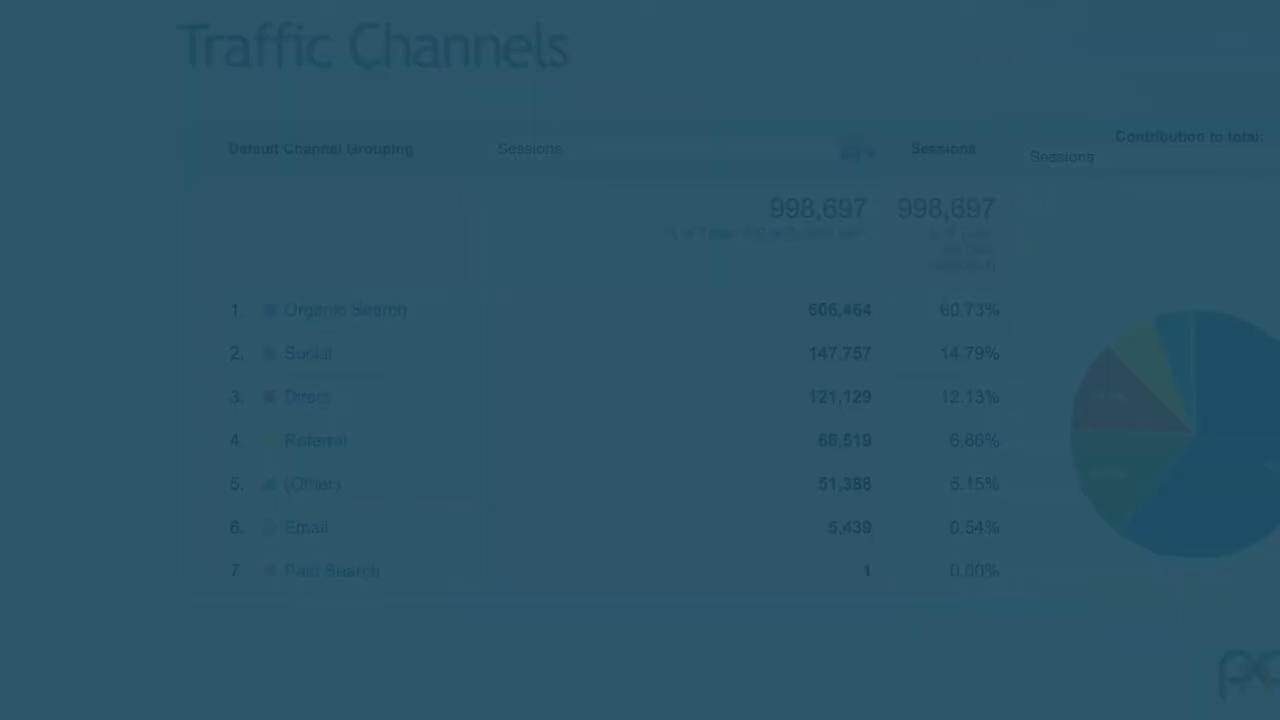 Traffic Channels
Default Channel Grouping Sessions Sessions Contribution to total: Sessions
998,697 998,697
1. Organic Search 606,464 60.73%
2. Social 147,757 14.79%
3. Direct 121,129 12.13%
4. Referral 66,519 6.66%
5. (Other) 51,388 5.15%
6. Email 5,439 0.54%
7. Paid Search 1 0.00%